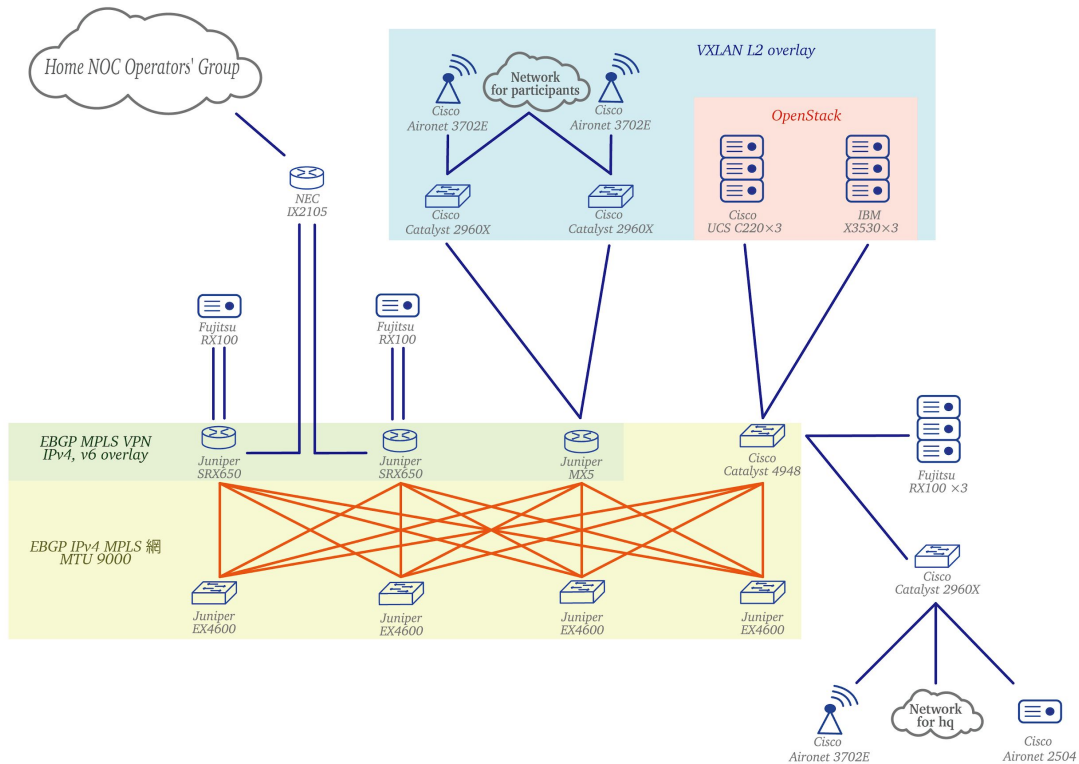 Home NOC Operators' Group
VXLAN L2 overlay
Network
for participants
Cisco
Aironet 3702E
Cisco
Aironet 3702E
OpenStack
NEC
IX2105
Cisco
Catalyst 2960X
Cisco
Catalyst 2960X
Cisco
UCS C220×3
IBM
X3530×3
Fujitsu
RX100
Fujitsu
RX100
EBGP MPLS VPN
IPv4, v6 overlay
Juniper
SRX650
Juniper
SRX650
Juniper
MX5
Cisco
Catalyst 4948
Fujitsu
RX100 ×3
EBGP IPv4 MPLS 網
MTU 9000
Cisco
Catalyst 2960X
Juniper
EX4600
Juniper
EX4600
Juniper
EX4600
Juniper
EX4600
Network
for hq
Cisco
Aironet 3702E
Cisco
Aironet 2504